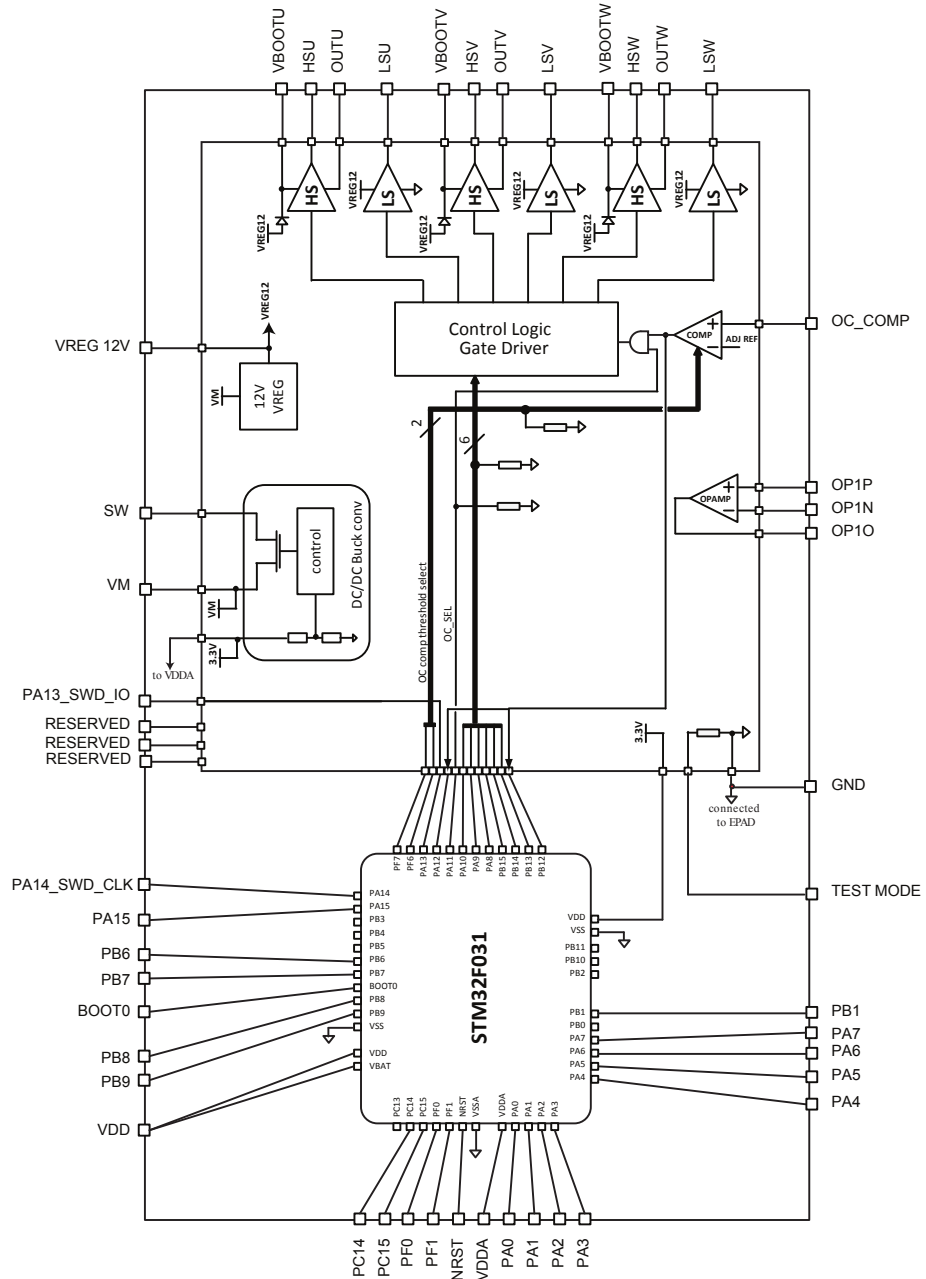 VBOOTU
HSU
OUTU
LSU
VBOOTV
HSV
OUTV
LSV
VBOOTW
HSW
OUTW
LSW
HS
LS
HS
LS
HS
LS
VREG12
VREG12
VREG12
VREG12
VREG12
VREG12
VREG 12V
VREG12
VM
12V
VREG
Control Logic
Gate Driver
COMP
+
−
ADJ REF
OC_COMP
2
6
SW
VM
VM
control
DC/DC Buck conv
3.3V
to VDDA
OC comp threshold select
OC_SEL
OPAMP
+
−
OP1P
OP1N
OP1O
PA13_SWD_IO
RESERVED
RESERVED
RESERVED
3.3V
GND
connected
to EPAD
TEST MODE
PF7
PF6
PA13
PA12
PA11
PA10
PA9
PA8
PB15
PB14
PB13
PB12
PA14_SWD_CLK
PA15
PB6
PB7
BOOT0
PB8
PB9
VDD
PA14
PA15
PB3
PB4
PB5
PB6
PB7
BOOT0
PB8
PB9
VSS
VDD
VBAT
STM32F031
VDD
VSS
PB11
PB10
PB2
PB1
PB0
PA7
PA6
PA5
PA4
PB1
PA7
PA6
PA5
PA4
PC13
PC14
PC15
PF0
PF1
NRST
VSSA
VDDA
PA0
PA1
PA2
PA3
PC14
PC15
PF0
PF1
NRST
VDDA
PA0
PA1
PA2
PA3